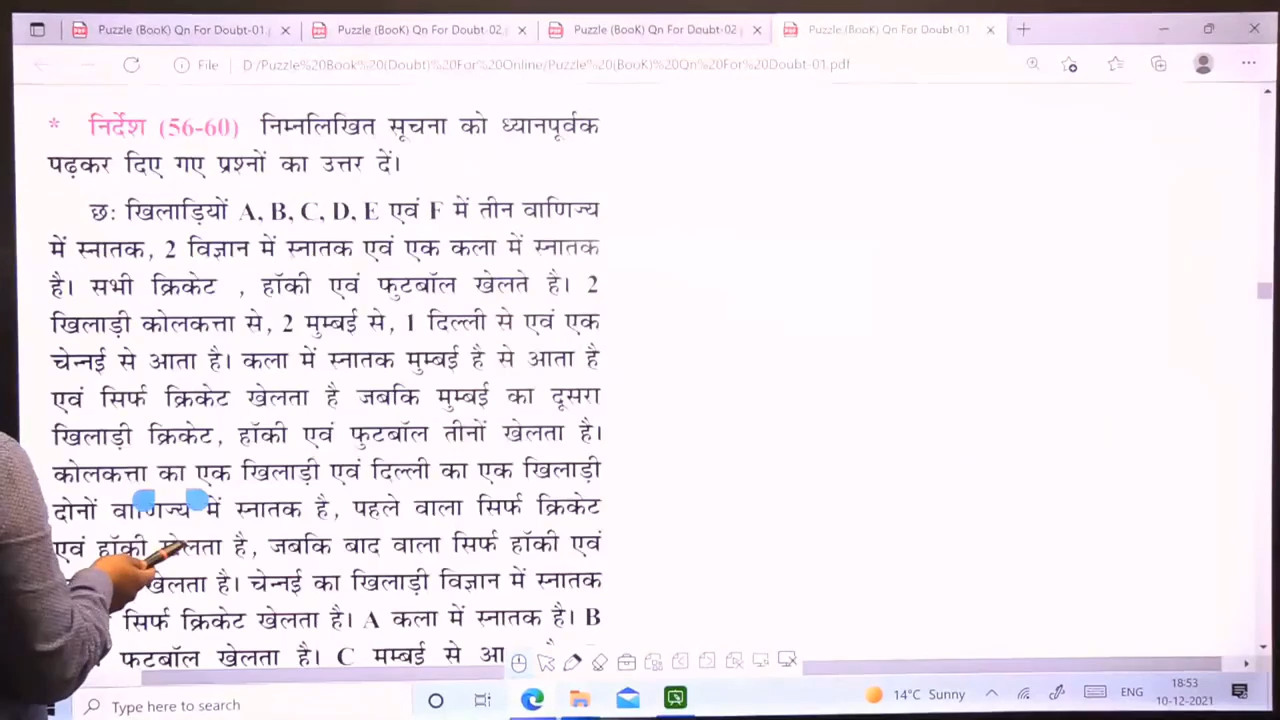 Puzzle (BooK) Qn For Doubt-01
Puzzle (BooK) Qn For Doubt-02
Puzzle (BooK) Qn For Doubt-02
Puzzle (BooK) Qn For Doubt-01
File D:/Puzzle%20Book%20(Doubt)%20For%20Online/Puzzle%20(BouK)%20Qn%20For%20Doubt-01.pdf
* निर्देश (56-60) निम्नलिखित सूचना को ध्यानपूर्वक
पढ़कर दिए गए प्रश्नों का उत्तर दें।
छः खिलाड़ियों A, B, C, D, E एवं F में तीन वाणिज्य
में स्नातक, 2 विज्ञान में स्नातक एवं एक कला में स्नातक
है। सभी क्रिकेट , हॉकी एवं फुटबॉल खेलते है। 2
खिलाड़ी कोलकत्ता से, 2 मुम्बई से, 1 दिल्ली से एवं एक
चेन्नई से आता है। कला में स्नातक मुम्बई है से आता है
एवं सिर्फ क्रिकेट खेलता है जबकि मुम्बई का दूसरा
खिलाड़ी क्रिकेट, हॉकी एवं फुटबॉल तीनों खेलता है।
कोलकत्ता का एक खिलाड़ी एवं दिल्ली का एक खिलाड़ी
दोनों वाणिज्य में स्नातक है, पहले वाला सिर्फ क्रिकेट
एवं हॉकी खेलता है, जबकि बाद वाला सिर्फ हॉकी एवं
खेलता है। चेन्नई का खिलाड़ी विज्ञान में स्नातक
सिर्फ क्रिकेट खेलता है। A कला में स्नातक है। B
फटबॉल खेलता है। C मम्बई से
Type here to search
14°C Sunny
ENG
18:53
10-12-2021